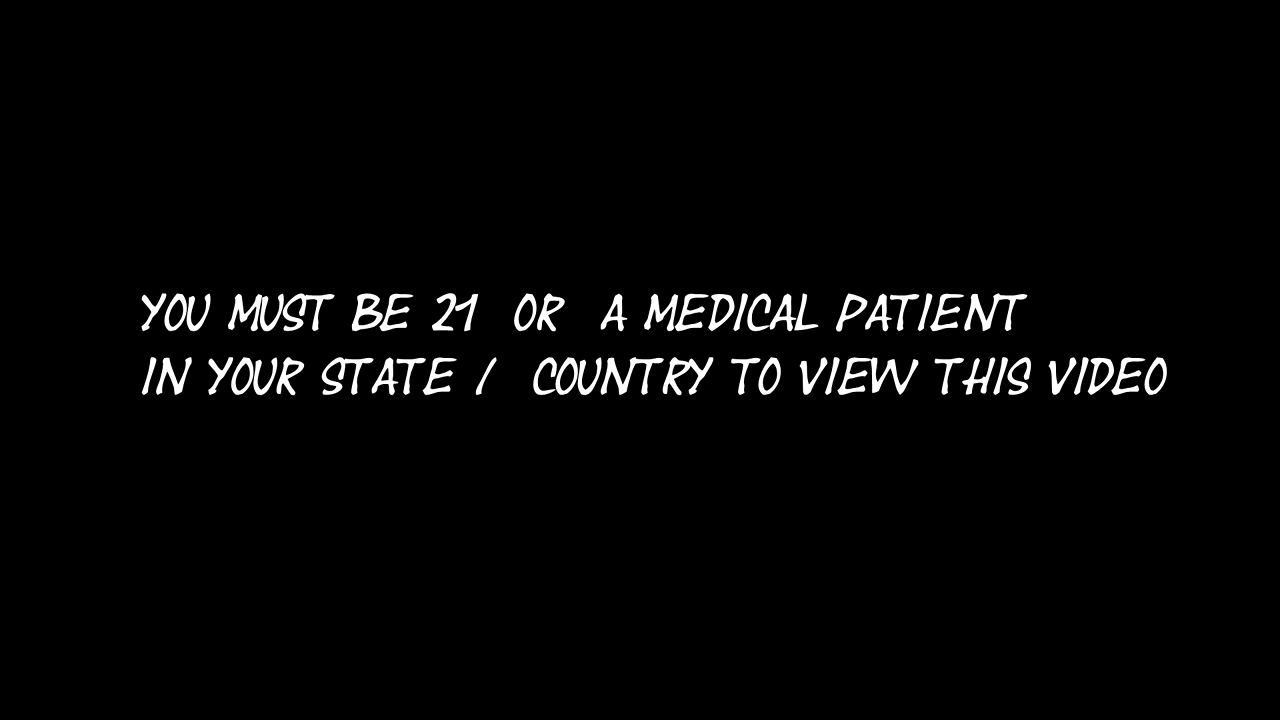 YOU MUST BE 21 OR A MEDICAL PATIENT
IN YOUR STATE / COUNTRY TO VIEW THIS VIDEO